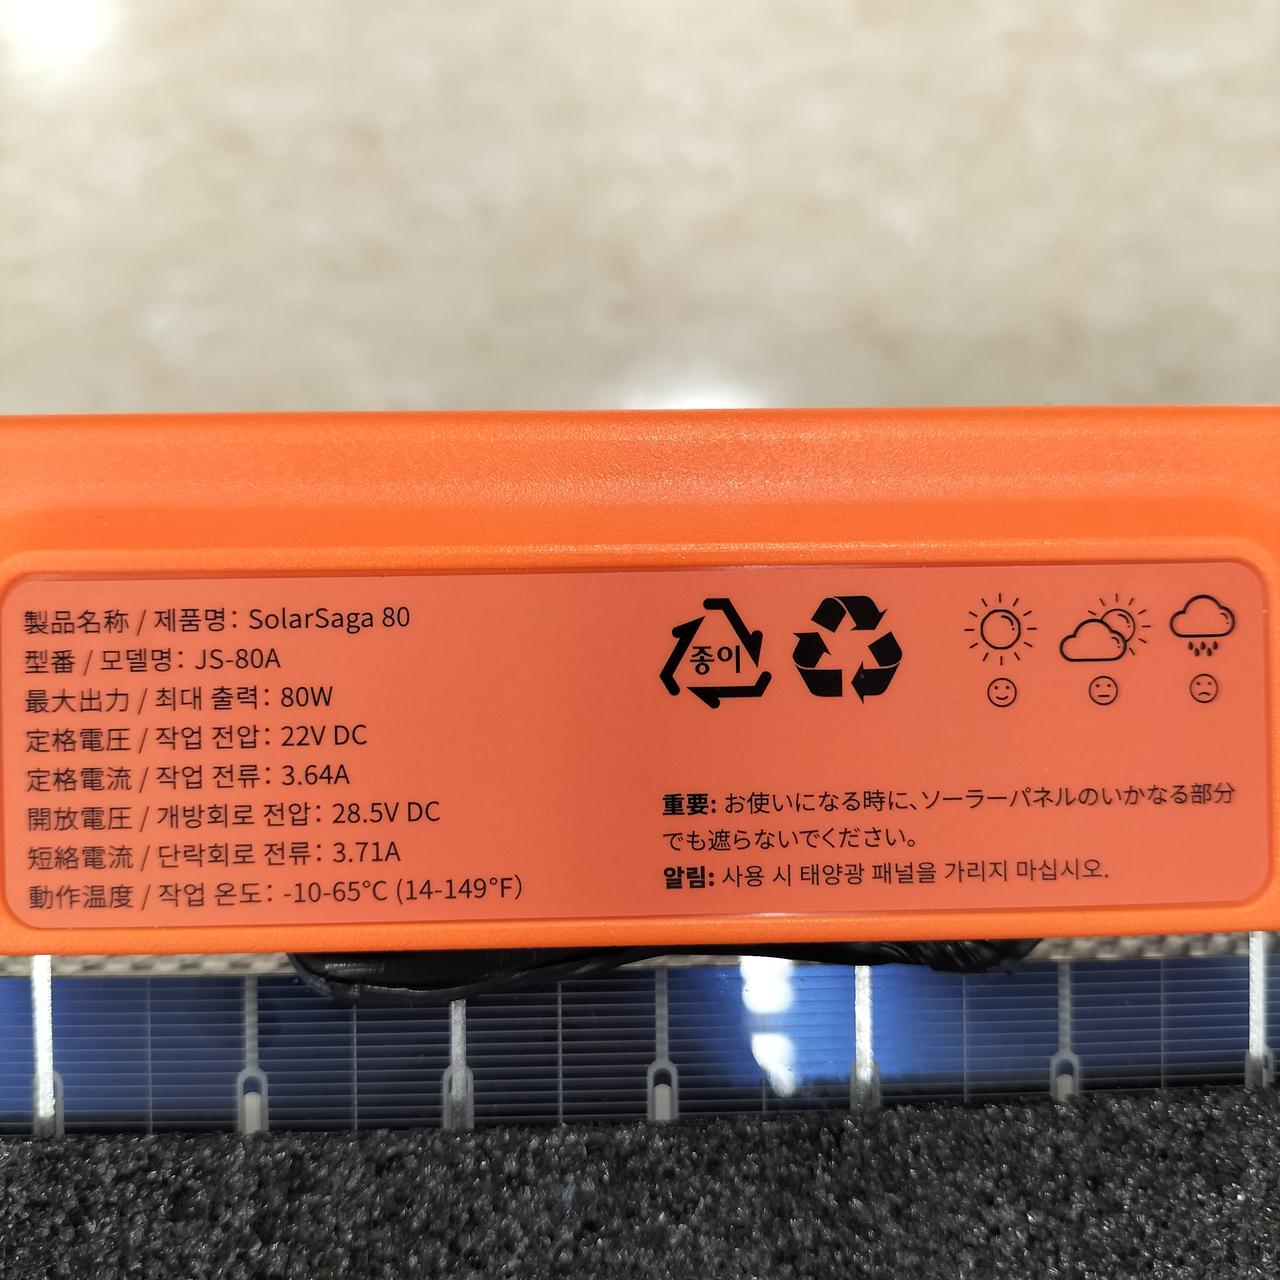 製品名称 / 제품명: SolarSaga 80
型番 / 모델명: JS-80A
最大出力 / 최대 출력: 80W
定格電圧 / 작업 전압: 22V DC
定格電流 / 작업 전류: 3.64A
開放電圧 / 개방회로 전압: 28.5V DC
短絡電流 / 단락회로 전류: 3.71A
動作温度 / 작업 온도: -10-65℃ (14-149°F)
종이
重要: お使いになる時に、ソーラーパネルのいかなる部分
でも遮らないでください。
알림: 사용 시 태양광 패널을 가리지 마십시오.